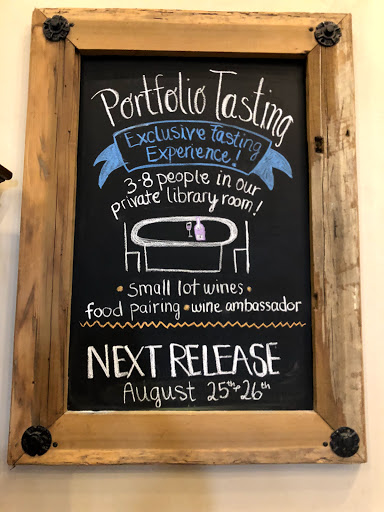 Portfolio Tasting
Exclusive tasting
Experience!
3-8 people in our
private library room!
• small lot wines •
food pairing • wine ambassador
NEXT RELEASE
August 25th + 26th